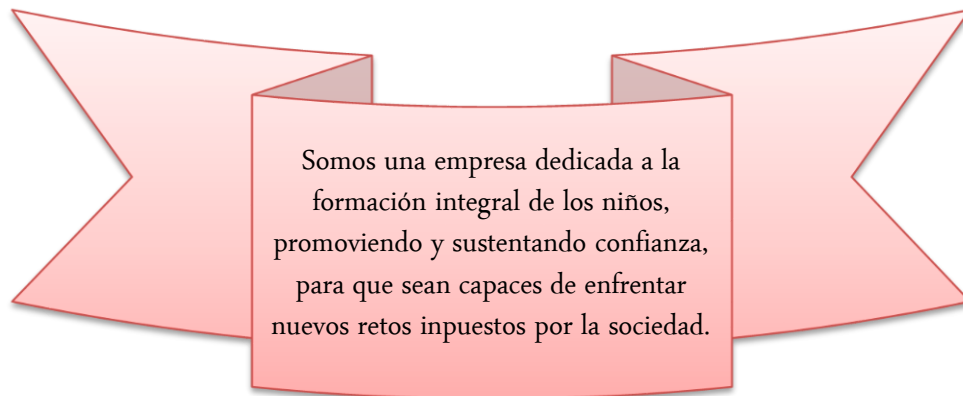 Somos una empresa dedicada a la
formación integral de los niños,
promoviendo y sustentando confianza,
para que sean capaces de enfrentar
nuevos retos inpuestos por la sociedad.